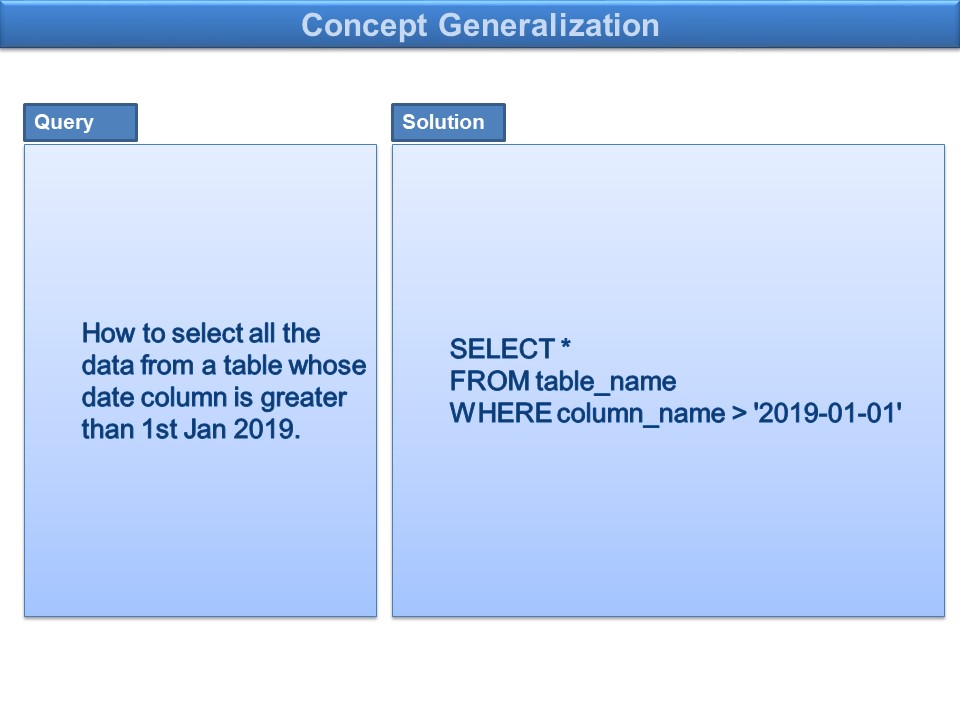 Concept Generalization
Query
Solution
How to select all the
data from a table whose
date column is greater
than 1st Jan 2019.
SELECT *
FROM table_name
WHERE column_name > '2019-01-01'